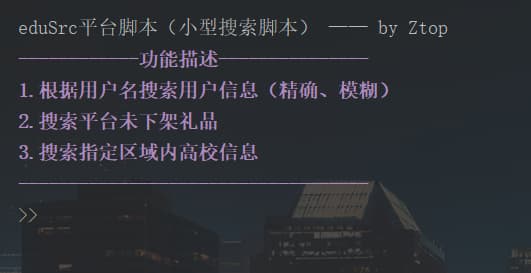 eduSrc平台脚本（小型搜索脚本） —— by Ztop
————————————功能描述———————————————
1.根据用户名搜索用户信息（精确、模糊）
2.搜索平台未下架礼品
3.搜索指定区域内高校信息
———————————————————————————————————
>>